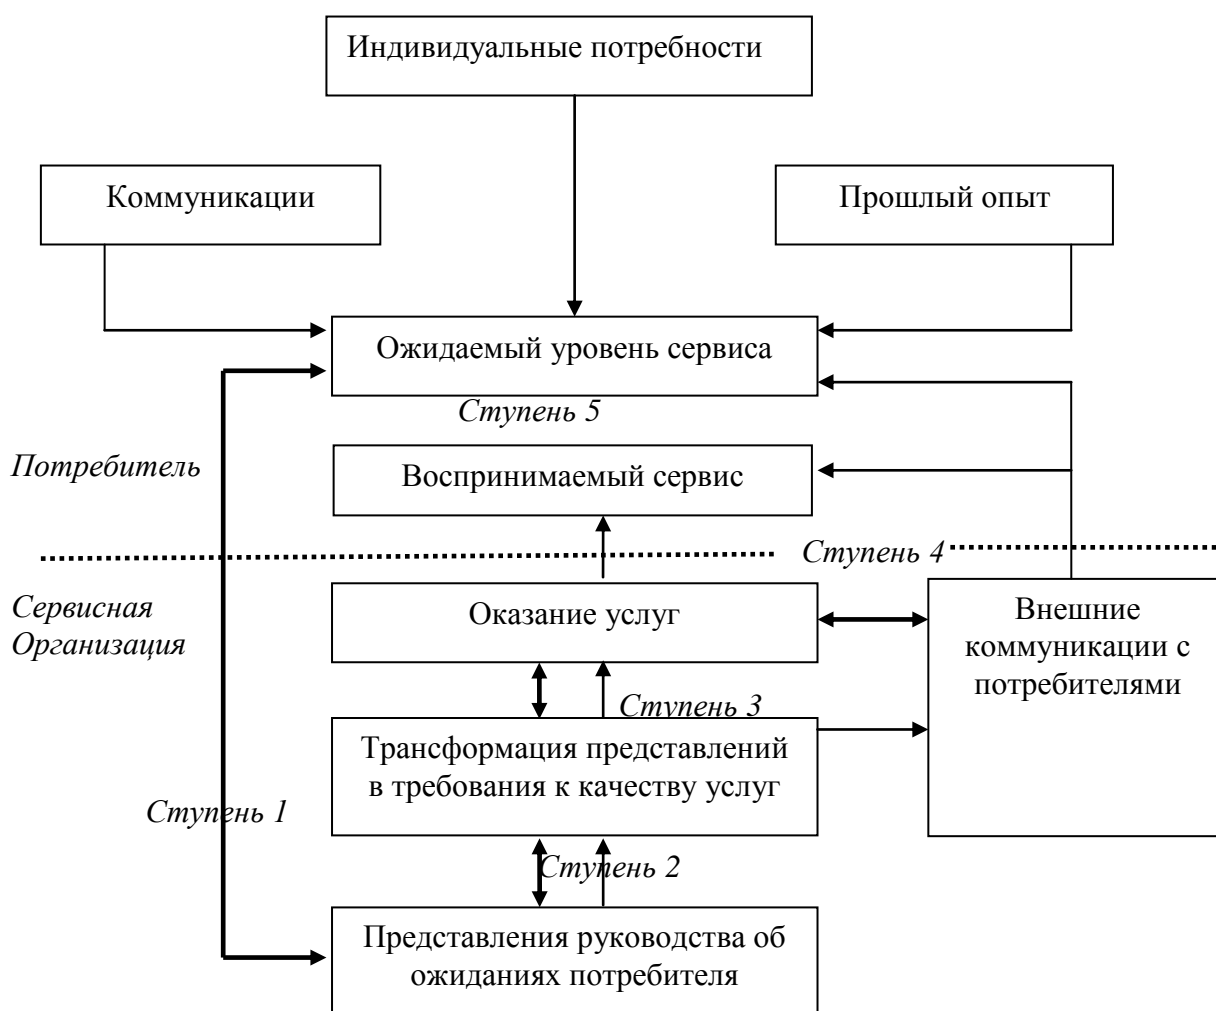 Индивидуальные потребности
Коммуникации
Прошлый опыт
Ожидаемый уровень сервиса
Ступень 5
Потребитель
Воспринимаемый сервис
Ступень 4
Сервисная
Организация
Оказание услуг
Внешние
коммуникации с
потребителями
Ступень 3
Трансформация представлений
в требования к качеству услуг
Ступень 1
Ступень 2
Представления руководства об
ожиданиях потребителя